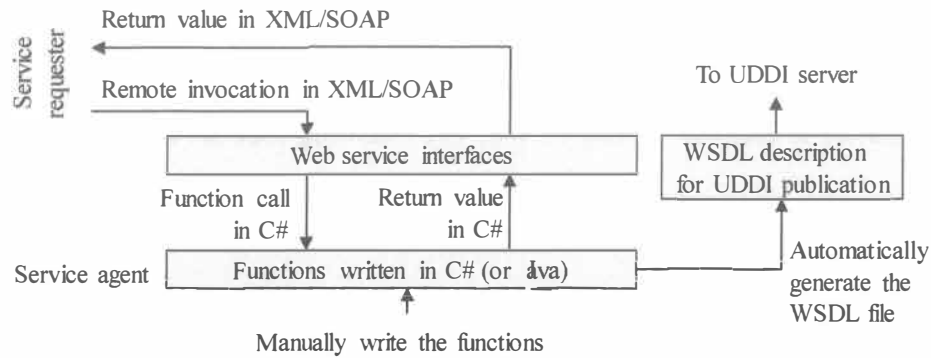 Return value in XML/SOAP
Service
requester
Remote invocation in XML/SOAP
To UDDI server
Web service interfaces
WSDL description
for UDDI publication
Function call
in C#
Return value
in C#
Service agent
Functions written in C# (or
Automatically
generate the
WSDL file
Manually write the functions